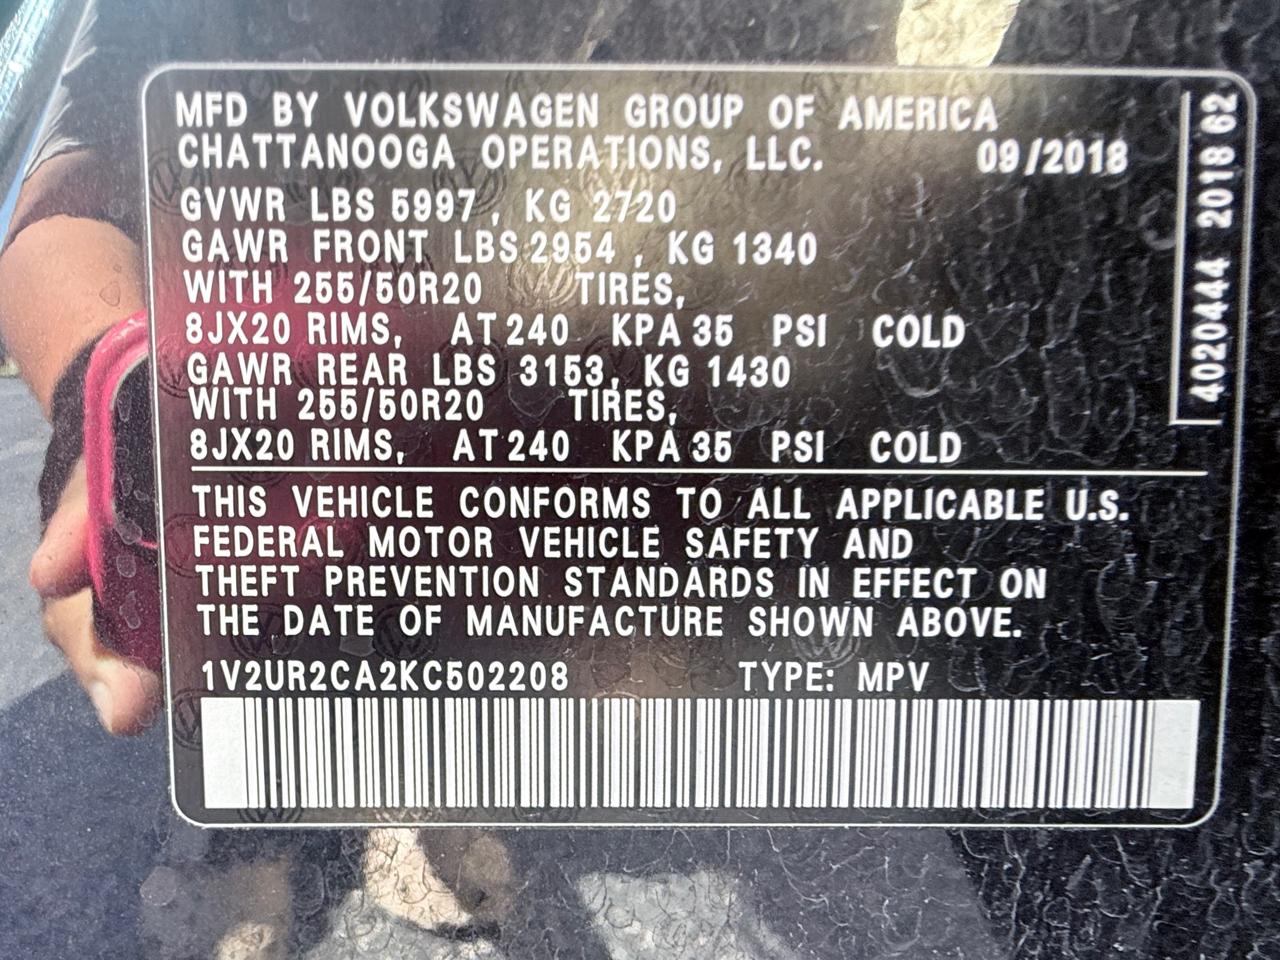 MFD BY VOLKSWAGEN GROUP OF AMERICA
CHATTANOOGA OPERATIONS, LLC. 09/2018
GVWR LBS 5997, KG 2720
GAWR FRONT LBS 2954, KG 1340
WITH 255/50R20 TIRES,
8JX20 RIMS, AT 240 KPA 35 PSI COLD
GAWR REAR LBS 3153, KG 1430
WITH 255/50R20 TIRES,
8JX20 RIMS, AT 240 KPA 35 PSI COLD
THIS VEHICLE CONFORMS TO ALL APPLICABLE U.S.
FEDERAL MOTOR VEHICLE SAFETY AND
THEFT PREVENTION STANDARDS IN EFFECT ON
THE DATE OF MANUFACTURE SHOWN ABOVE.
1V2UR2CA2KC502208 TYPE: MPV
4020444 2018 62